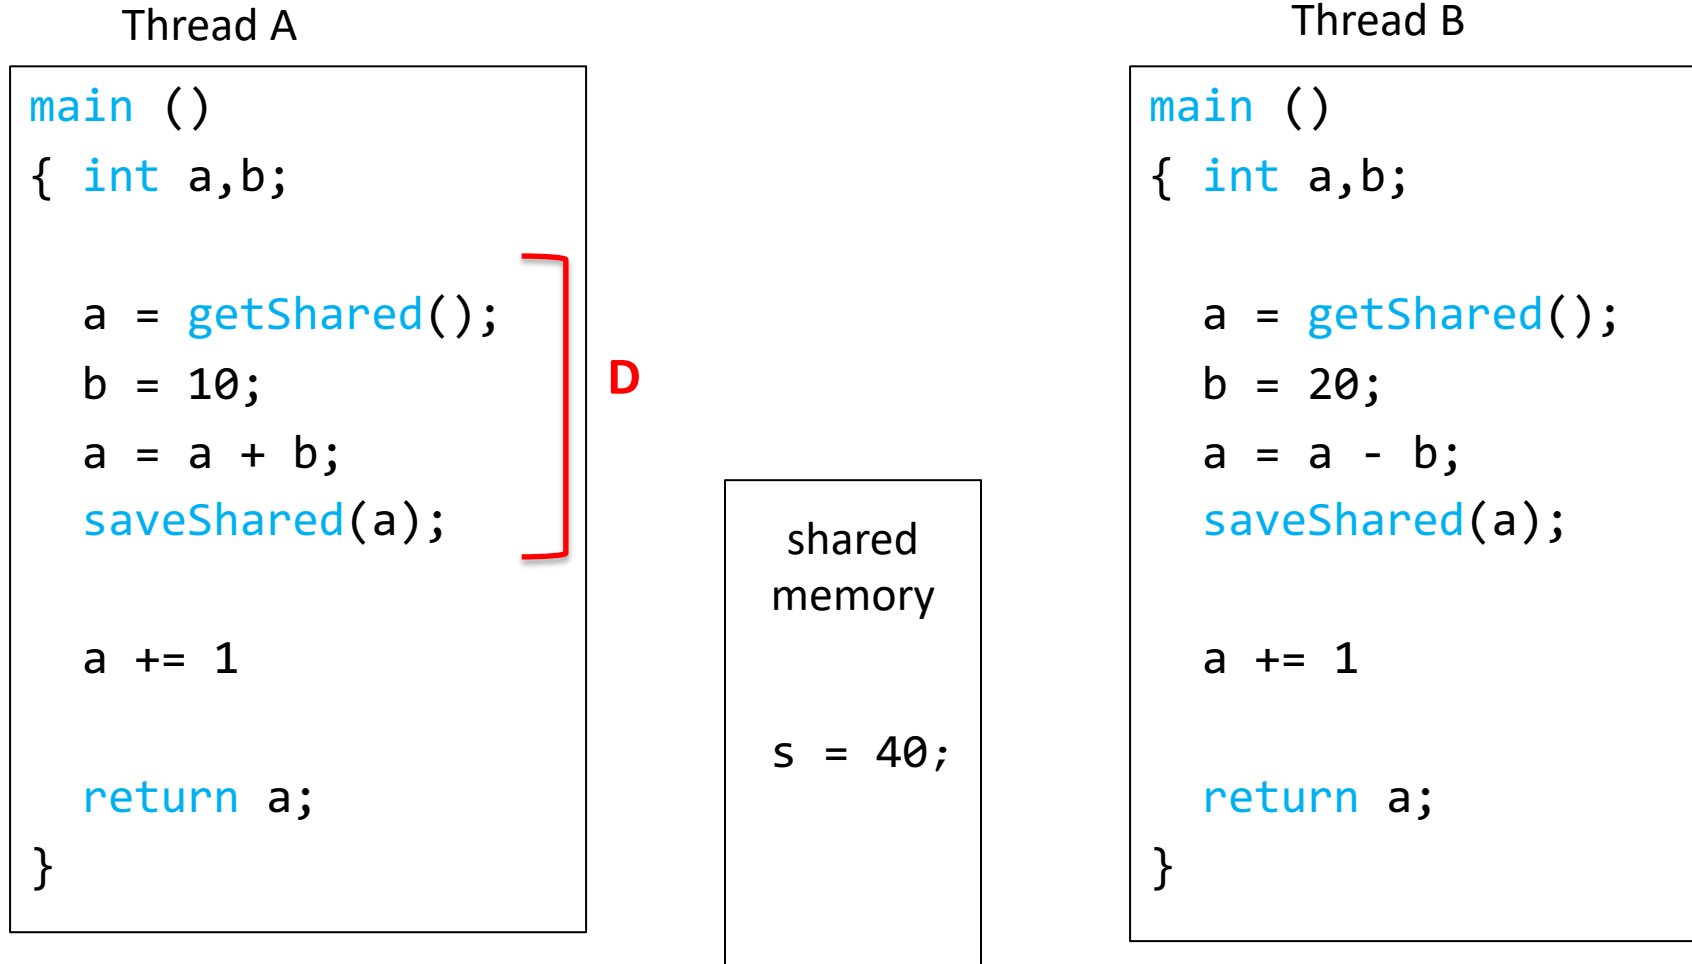 Thread A
main ()
{ int a,b;
a = getShared();
b = 10;
a = a + b;
saveShared(a);
a += 1
return a;
}
D
shared
memory
s = 40;
Thread B
main ()
{ int a,b;
a = getShared();
b = 20;
a = a - b;
saveShared(a);
a += 1
return a;
}